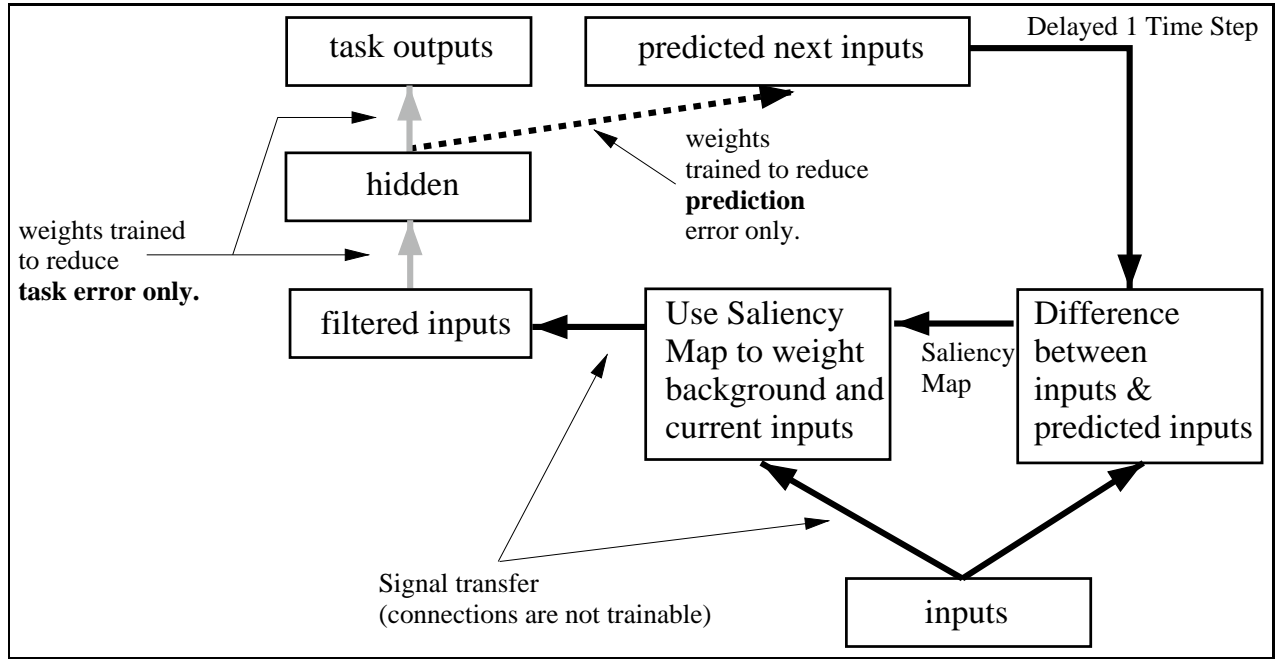 task outputs
predicted next inputs
Delayed 1 Time Step
hidden
weights
trained to reduce
prediction
error only.
weights trained
to reduce
task error only.
filtered inputs
Use Saliency
Map to weight
background and
current inputs
Saliency
Map
Difference
between
inputs &
predicted inputs
Signal transfer
(connections are not trainable)
inputs